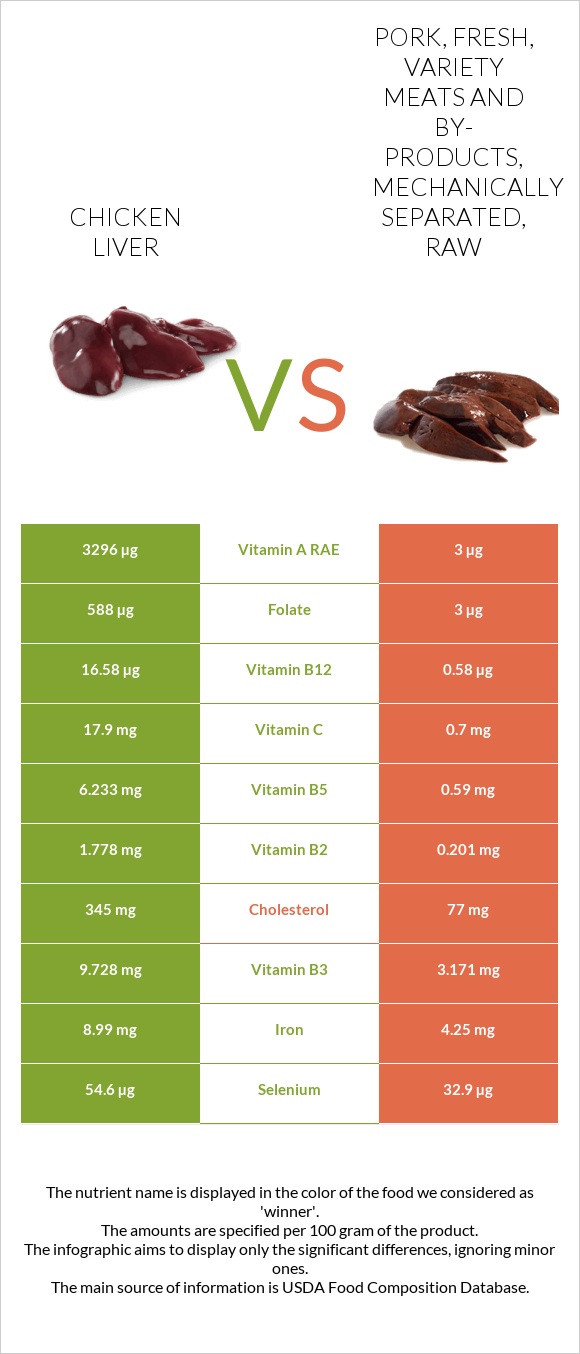 CHICKEN
LIVER
PORK, FRESH,
VARIETY
MEATS AND
BY-
PRODUCTS,
MECHANICALLY
SEPARATED,
RAW
VS
3296 µg Vitamin A RAE 3 µg
588 µg Folate 3 µg
16.58 µg Vitamin B12 0.58 µg
17.9 mg Vitamin C 0.7 mg
6.233 mg Vitamin B5 0.59 mg
1.778 mg Vitamin B2 0.201 mg
345 mg Cholesterol 77 mg
9.728 mg Vitamin B3 3.171 mg
8.99 mg Iron 4.25 mg
54.6 µg Selenium 32.9 µg
The nutrient name is displayed in the color of the food we considered as
'winner'.
The amounts are specified per 100 gram of the product.
The infographic aims to display only the significant differences, ignoring minor
ones.
The main source of information is USDA Food Composition Database.